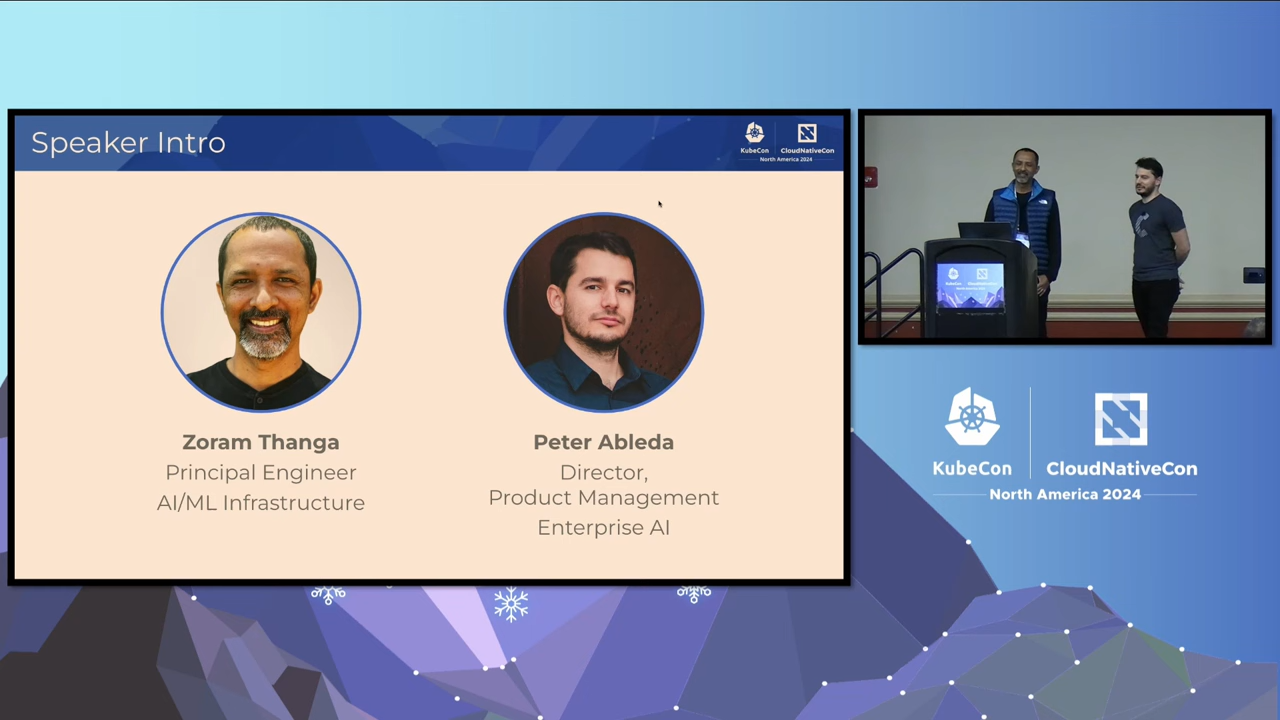 Speaker Intro
KubeCon
CloudNativeCon
North America 2024
Zoram Thanga
Principal Engineer
AI/ML Infrastructure
Peter Ableda
Director,
Product Management
Enterprise AI
KubeCon
CloudNativeCon
North America 2024